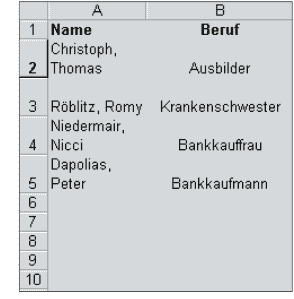 A B
1 Name Beruf
Christoph,
2 Thomas Ausbilder
3 Röblitz, Romy Krankenschwester
Niedermair,
4 Nicci Bankkauffrau
Dapolias,
5 Peter Bankkaufmann
6
7
8
9
10